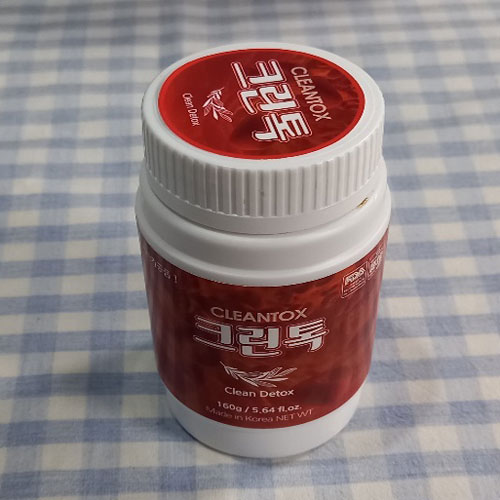 CLEANTOX
크린톡
Clean Detox
CLEANTOX
크린톡
Clean Detox
160g / 5.64 fl.oz.
Made in Korea NET WT